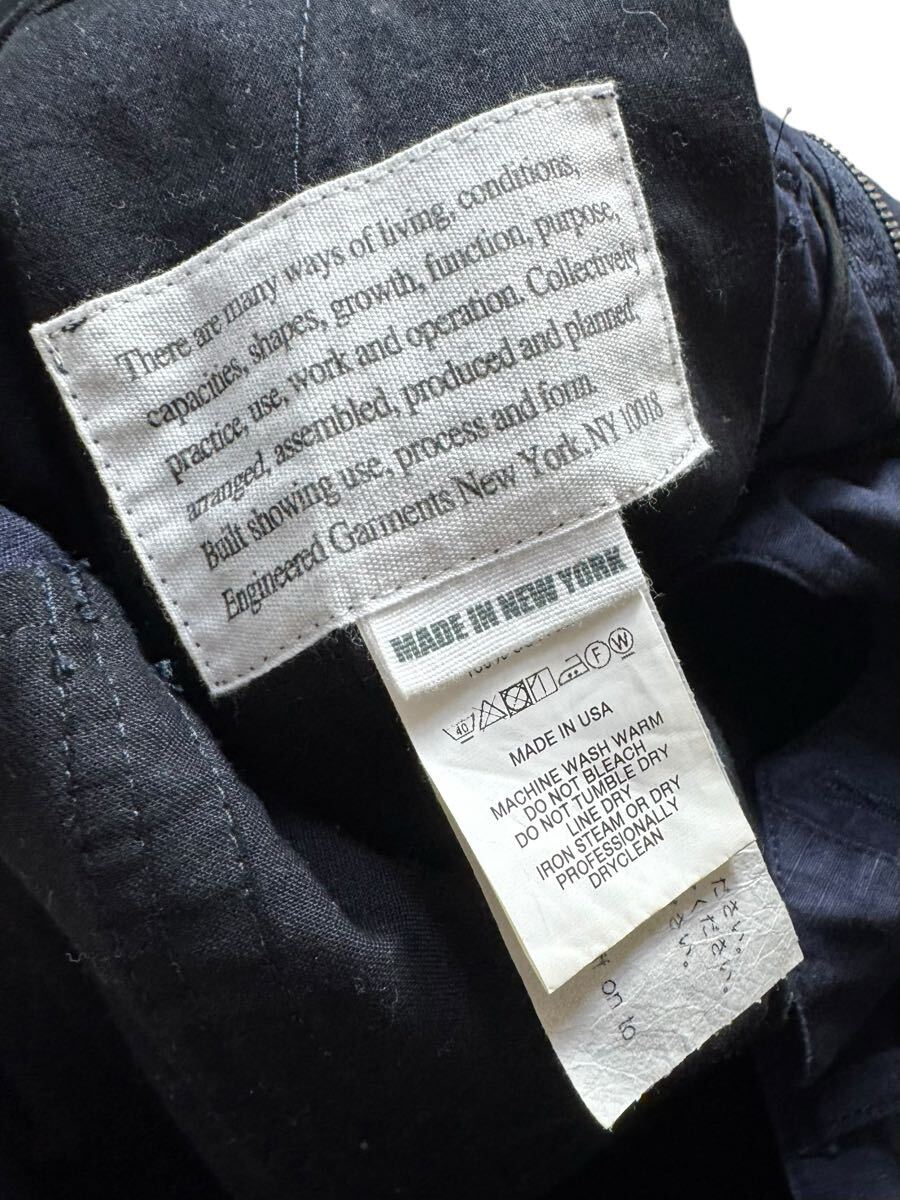 There are many ways of living, conditions,
capacities, shapes, growth, function, purpose,
practice, use, work and operation. Collectively
arranged, assembled, produced and planned;
Built showing use, process and form.
Engineered Garments New York, NY 10018
MADE IN NEW YORK
100%
40 F W
MADE IN USA
MACHINE WASH WARM
DO NOT BLEACH
DO NOT TUMBLE DRY
LINE DRY
IRON STEAM OR DRY
PROFESSIONALLY
DRYCLEAN